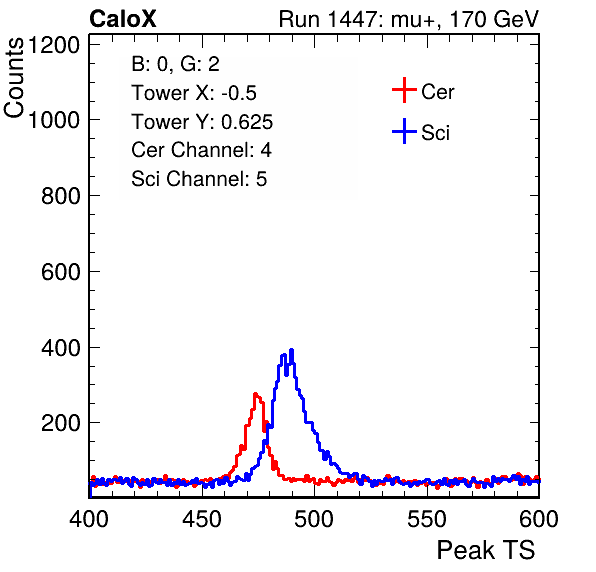 CaloX Run 1447: mu+, 170 GeV
Counts
1200
1000
800
600
400
200
B: 0, G: 2
Tower X: -0.5
Tower Y: 0.625
Cer Channel: 4
Sci Channel: 5
Cer
Sci
400 450 500 550 600
Peak TS